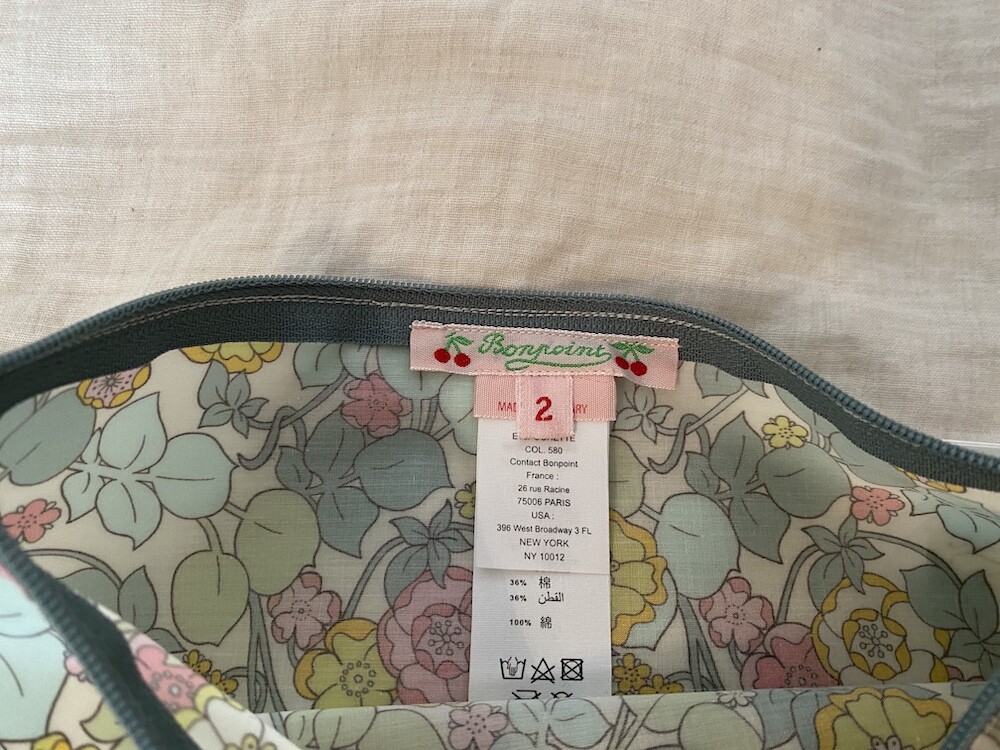 Bonpoint
2
COL. 580
Contact Bonpoint
France :
26 rue Racine
75006 PARIS
USA :
396 West Broadway 3 FL
NEW YORK
NY 10012
36% 棉
36% القطن
100% 綿